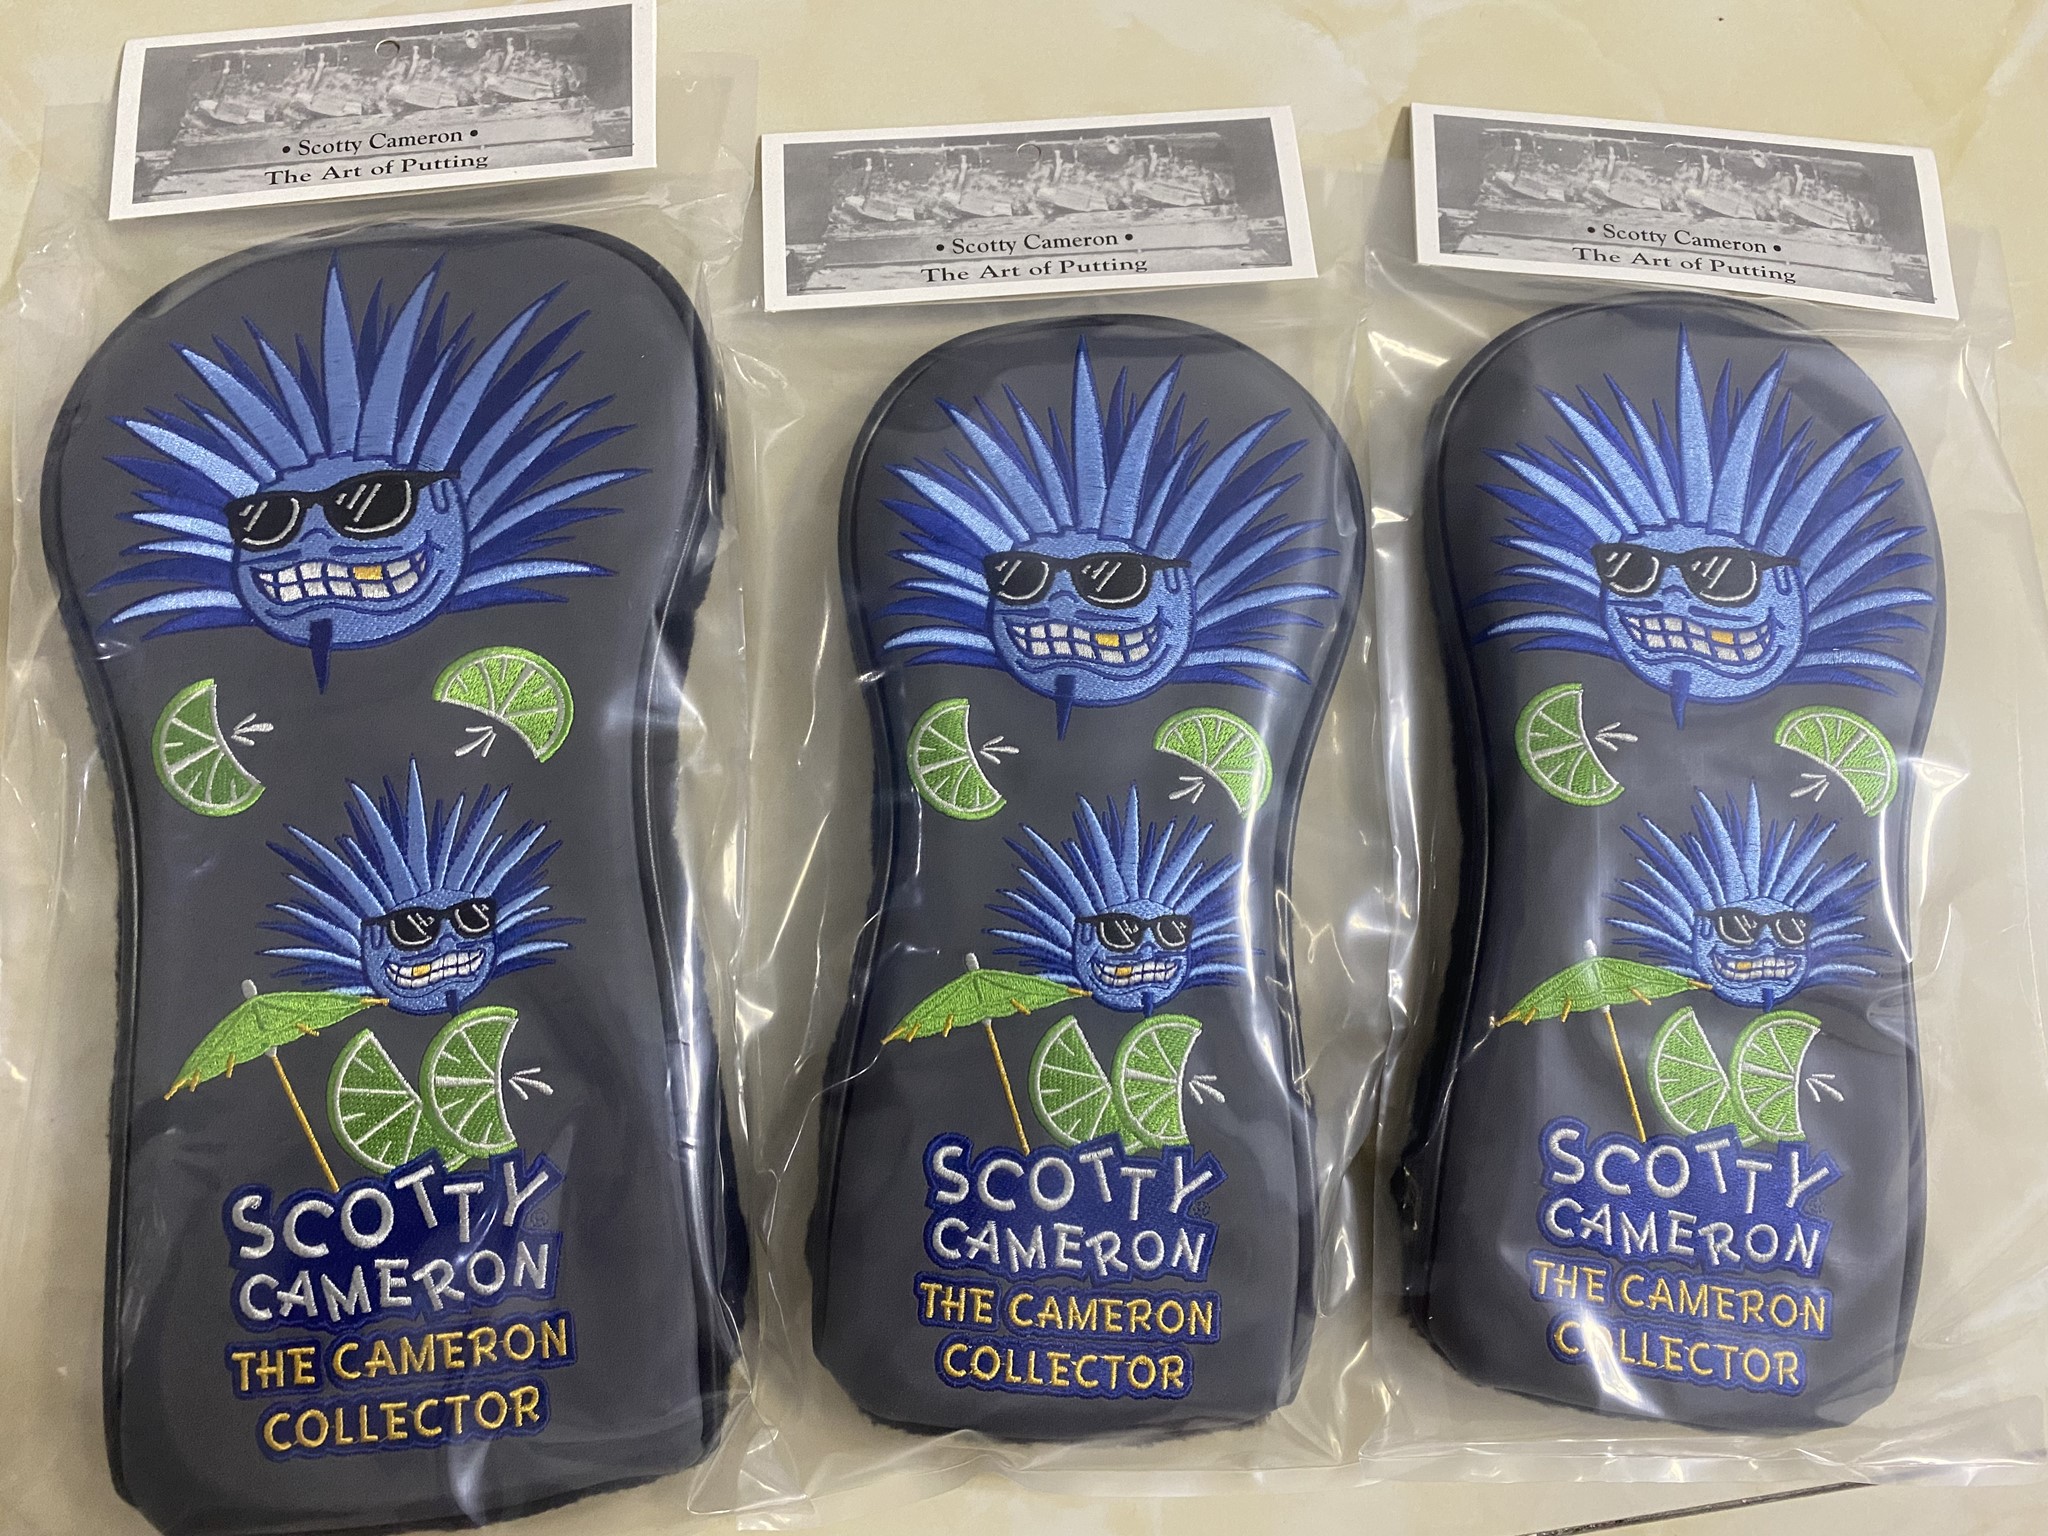 • Scotty Cameron •
The Art of Putting
• Scotty Cameron •
The Art of Putting
• Scotty Cameron •
The Art of Putting
SCOTTY
CAMERON
THE CAMERON
COLLECTOR
SCOTTY
CAMERON
THE CAMERON
COLLECTOR
SCOTTY
CAMERON
THE CAMERON
COLLECTOR